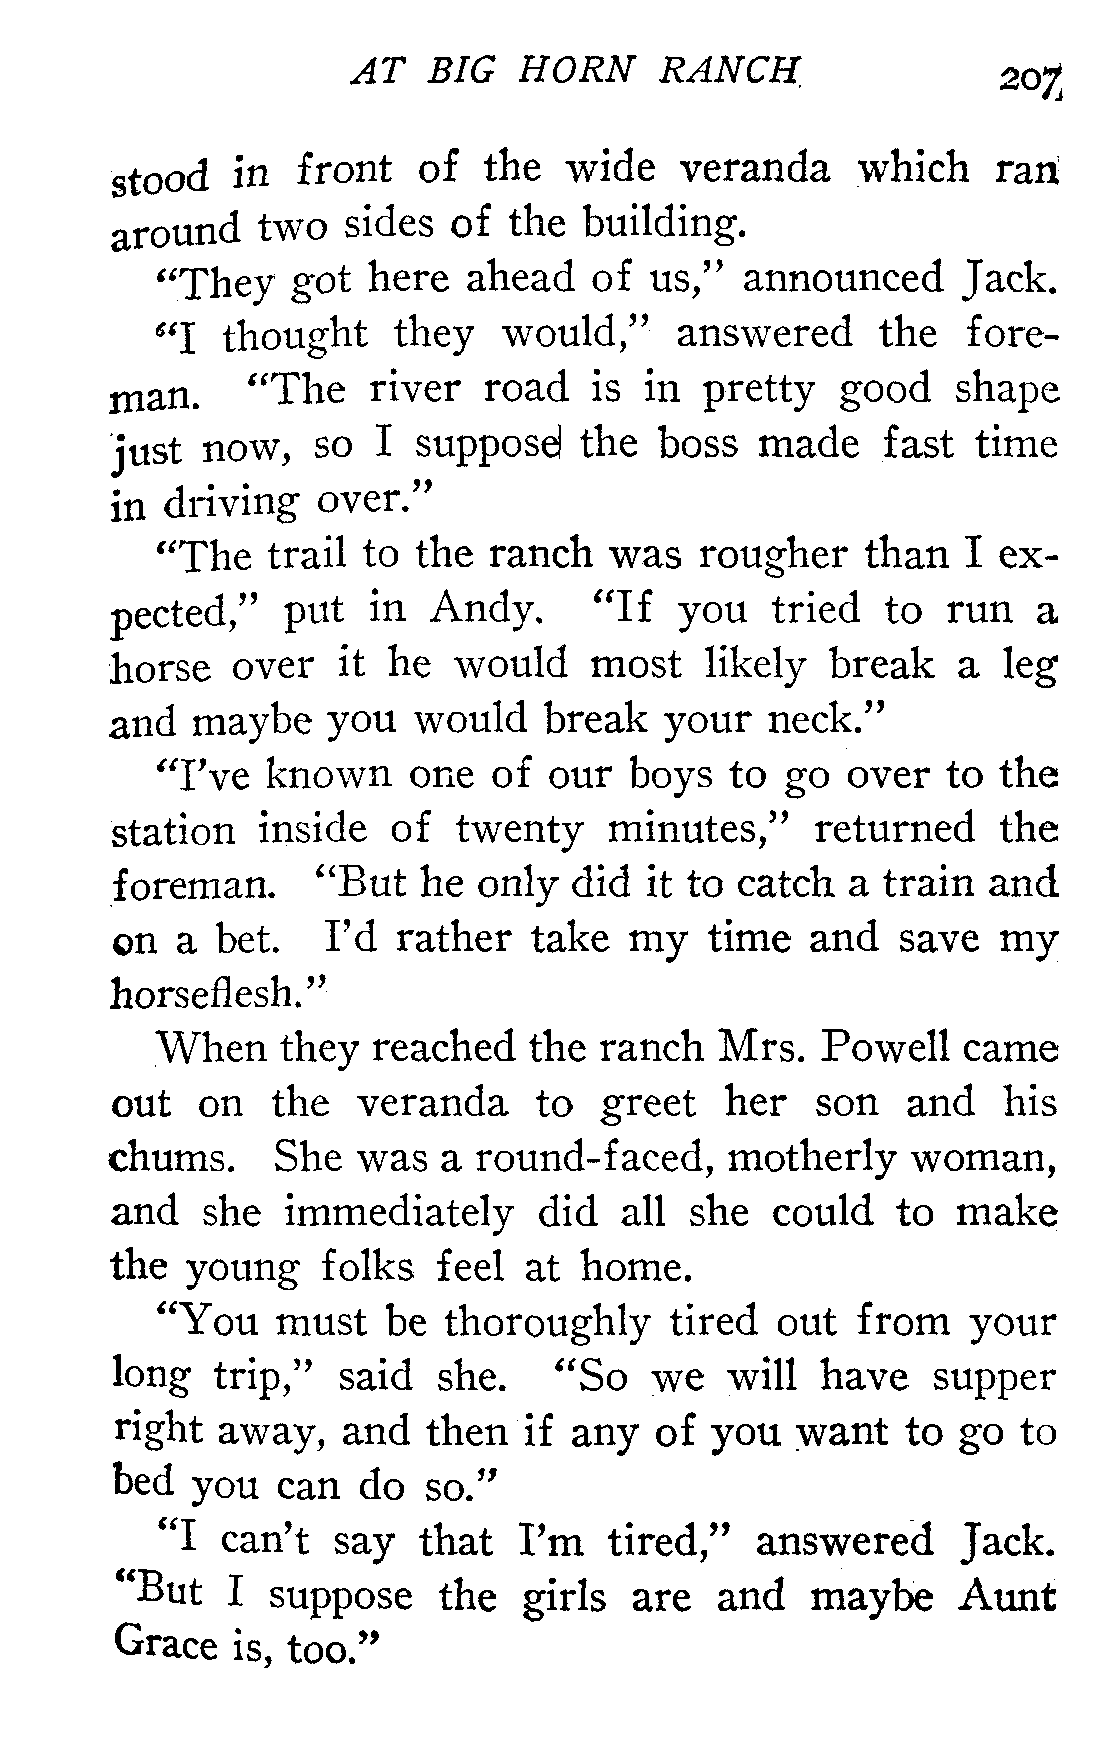 AT BIG HORN RANCH 207
stood in front of the wide veranda which ran
around two sides of the building.
“They got here ahead of us,” announced Jack.
“I thought they would,” answered the fore-
man. “The river road is in pretty good shape
just now, so I suppose the boss made fast time
in driving over.”
“The trail to the ranch was rougher than I ex-
pected,” put in Andy. “If you tried to run a
horse over it he would most likely break a leg
and maybe you would break your neck.”
“I’ve known one of our boys to go over to the
station inside of twenty minutes,” returned the
foreman. “But he only did it to catch a train and
on a bet. I’d rather take my time and save my
horseflesh.”
When they reached the ranch Mrs. Powell came
out on the veranda to greet her son and his
chums. She was a round-faced, motherly woman,
and she immediately did all she could to make
the young folks feel at home.
“You must be thoroughly tired out from your
long trip,” said she. “So we will have supper
right away, and then if any of you want to go to
bed you can do so.”
“I can’t say that I’m tired,” answered Jack.
“But I suppose the girls are and maybe Aunt
Grace is, too.”